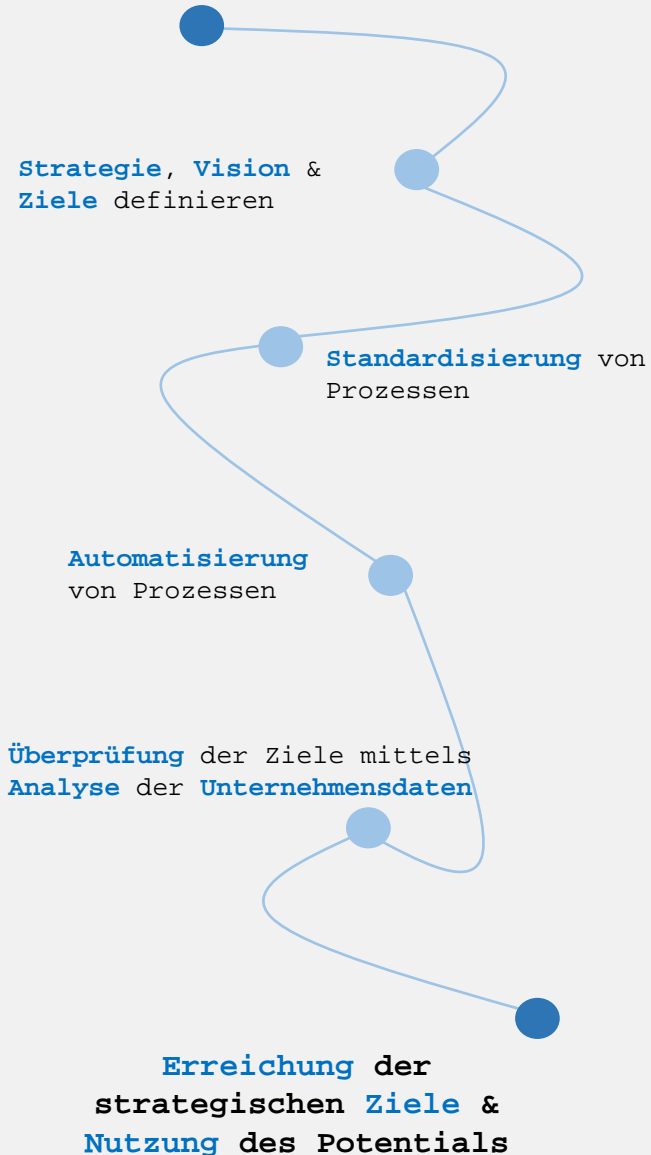 Strategie, Vision &
Ziele definieren
Standardisierung von
Prozessen
Automatisierung
von Prozessen
Überprüfung der Ziele mittels
Analyse der Unternehmensdaten
Erreichung der
strategischen Ziele &
Nutzung des Potentials